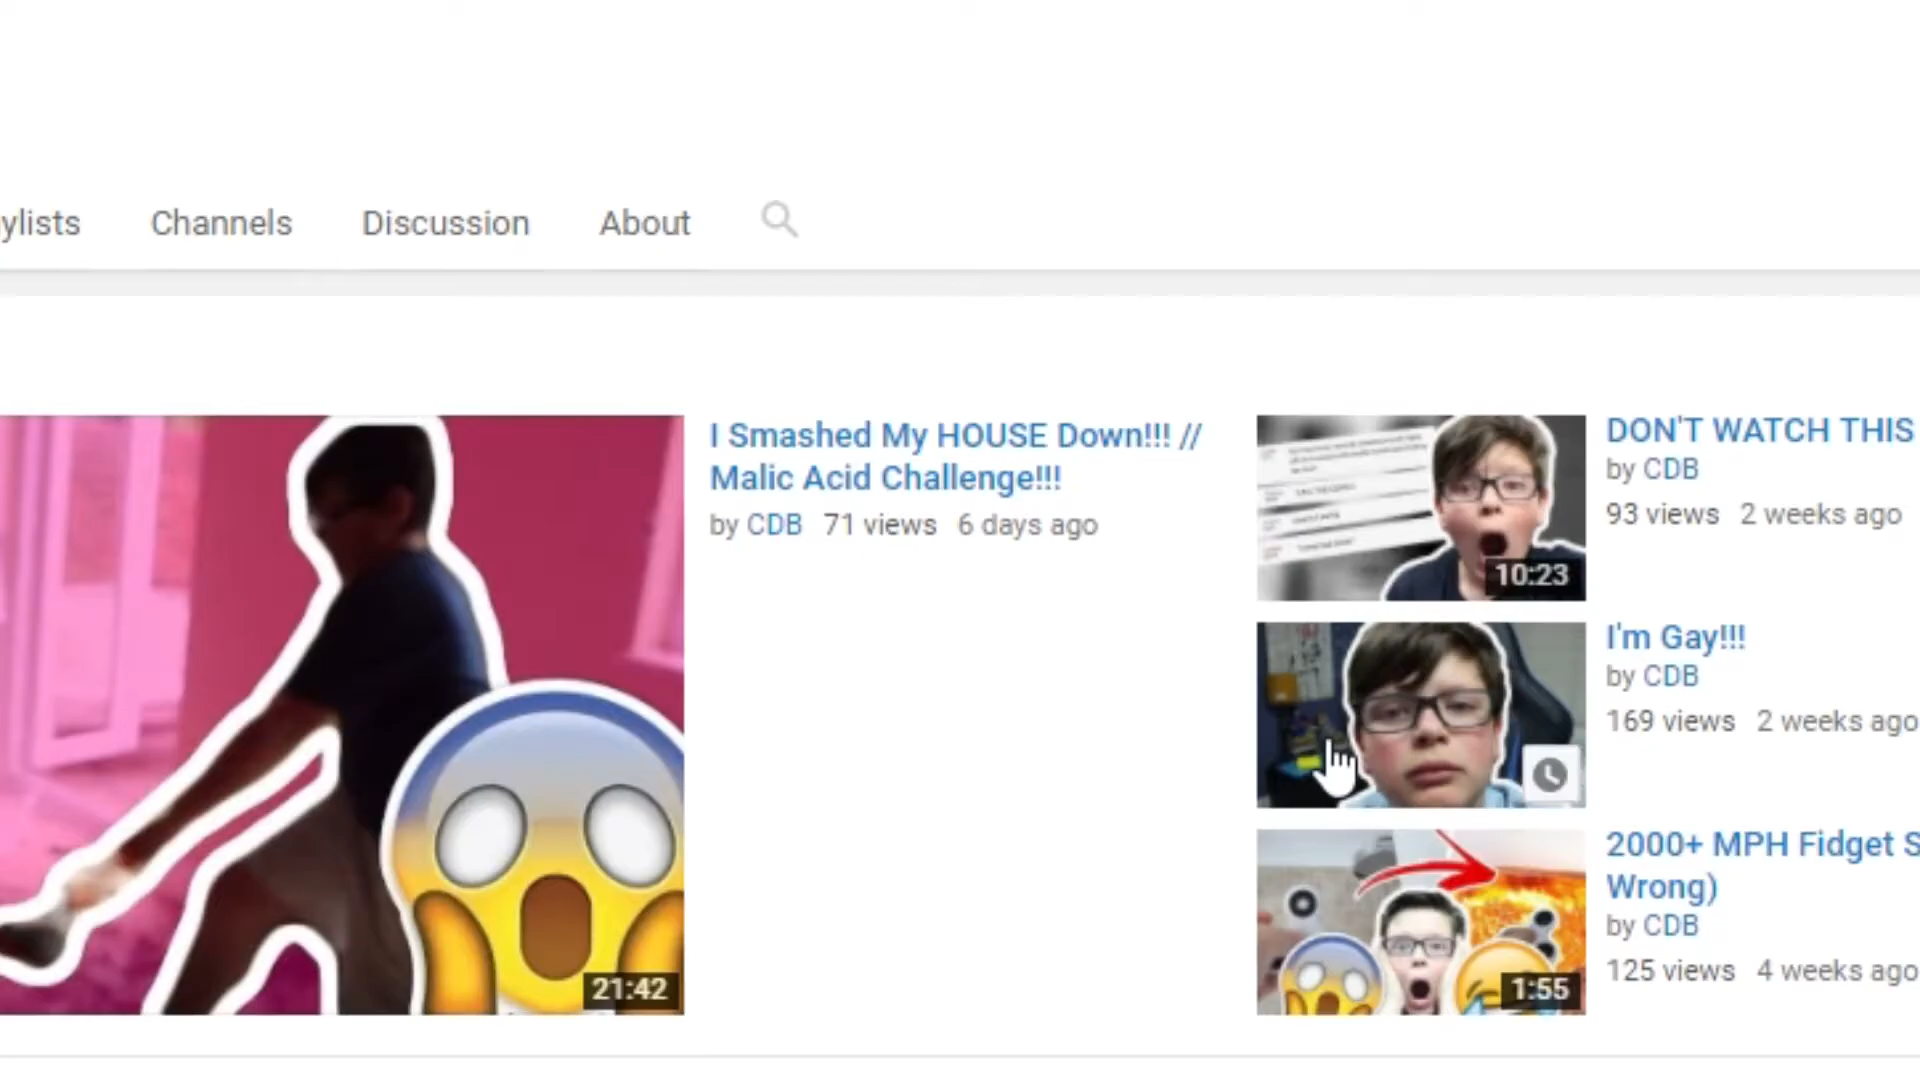 ylists Channels Discussion About
I Smashed My HOUSE Down!!! //
Malic Acid Challenge!!!
by CDB 71 views 6 days ago
21:42
DON'T WATCH THIS
by CDB
93 views 2 weeks ago
10:23
I'm Gay!!!
by CDB
169 views 2 weeks ago
2000+ MPH Fidget S
Wrong)
by CDB
125 views 4 weeks ago
1:55